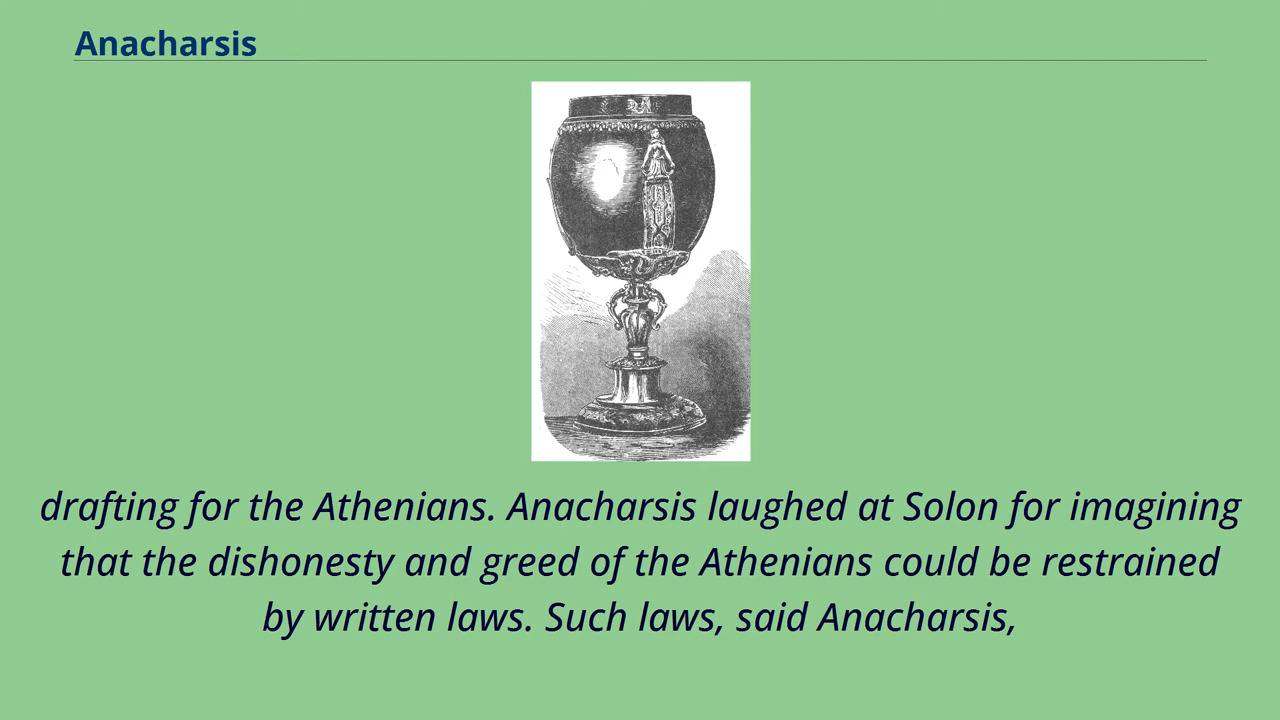 Anacharsis
drafting for the Athenians. Anacharsis laughed at Solon for imagining
that the dishonesty and greed of the Athenians could be restrained
by written laws. Such laws, said Anacharsis,